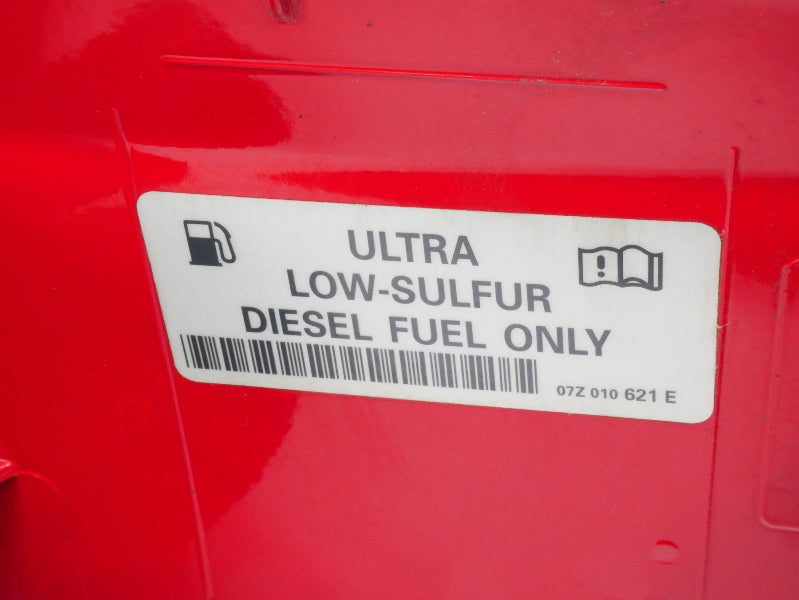 ULTRA
LOW-SULFUR
DIESEL FUEL ONLY
07Z 010 621 E